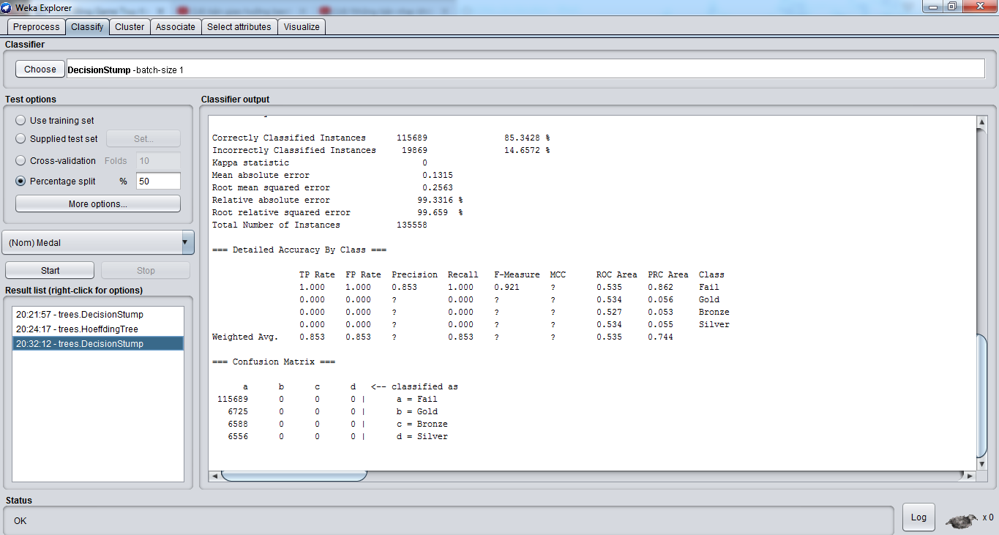 Weka Explorer
Preprocess Classify Cluster Associate Select attributes Visualize
Classifier
Choose DecisionStump -batch-size 1
Test options
Use training set
Supplied test set Set...
Cross-validation Folds 10
Percentage split % 50
More options...
(Nom) Medal
Start Stop
Result list (right-click for options)
20:21:57 - trees.DecisionStump
20:24:17 - trees.HoeffdingTree
20:32:12 - trees.DecisionStump
Classifier output
Correctly Classified Instances 115689 85.3428 %
Incorrectly Classified Instances 19869 14.6572 %
Kappa statistic 0
Mean absolute error 0.1315
Root mean squared error 0.2563
Relative absolute error 99.3316 %
Root relative squared error 99.659 %
Total Number of Instances 135558
=== Detailed Accuracy By Class ===
TP Rate FP Rate Precision Recall F-Measure MCC ROC Area PRC Area Class
1.000 1.000 0.853 1.000 0.921 ? 0.535 0.862 Fail
0.000 0.000 ? 0.000 ? ? 0.534 0.056 Gold
0.000 0.000 ? 0.000 ? ? 0.527 0.053 Bronze
0.000 0.000 ? 0.000 ? ? 0.534 0.055 Silver
Weighted Avg. 0.853 0.853 ? 0.853 ? ? 0.535 0.744
=== Confusion Matrix ===
a b c d <-- classified as
115689 0 0 0 | a = Fail
6725 0 0 0 | b = Gold
6588 0 0 0 | c = Bronze
6556 0 0 0 | d = Silver
Status
OK
Log x 0